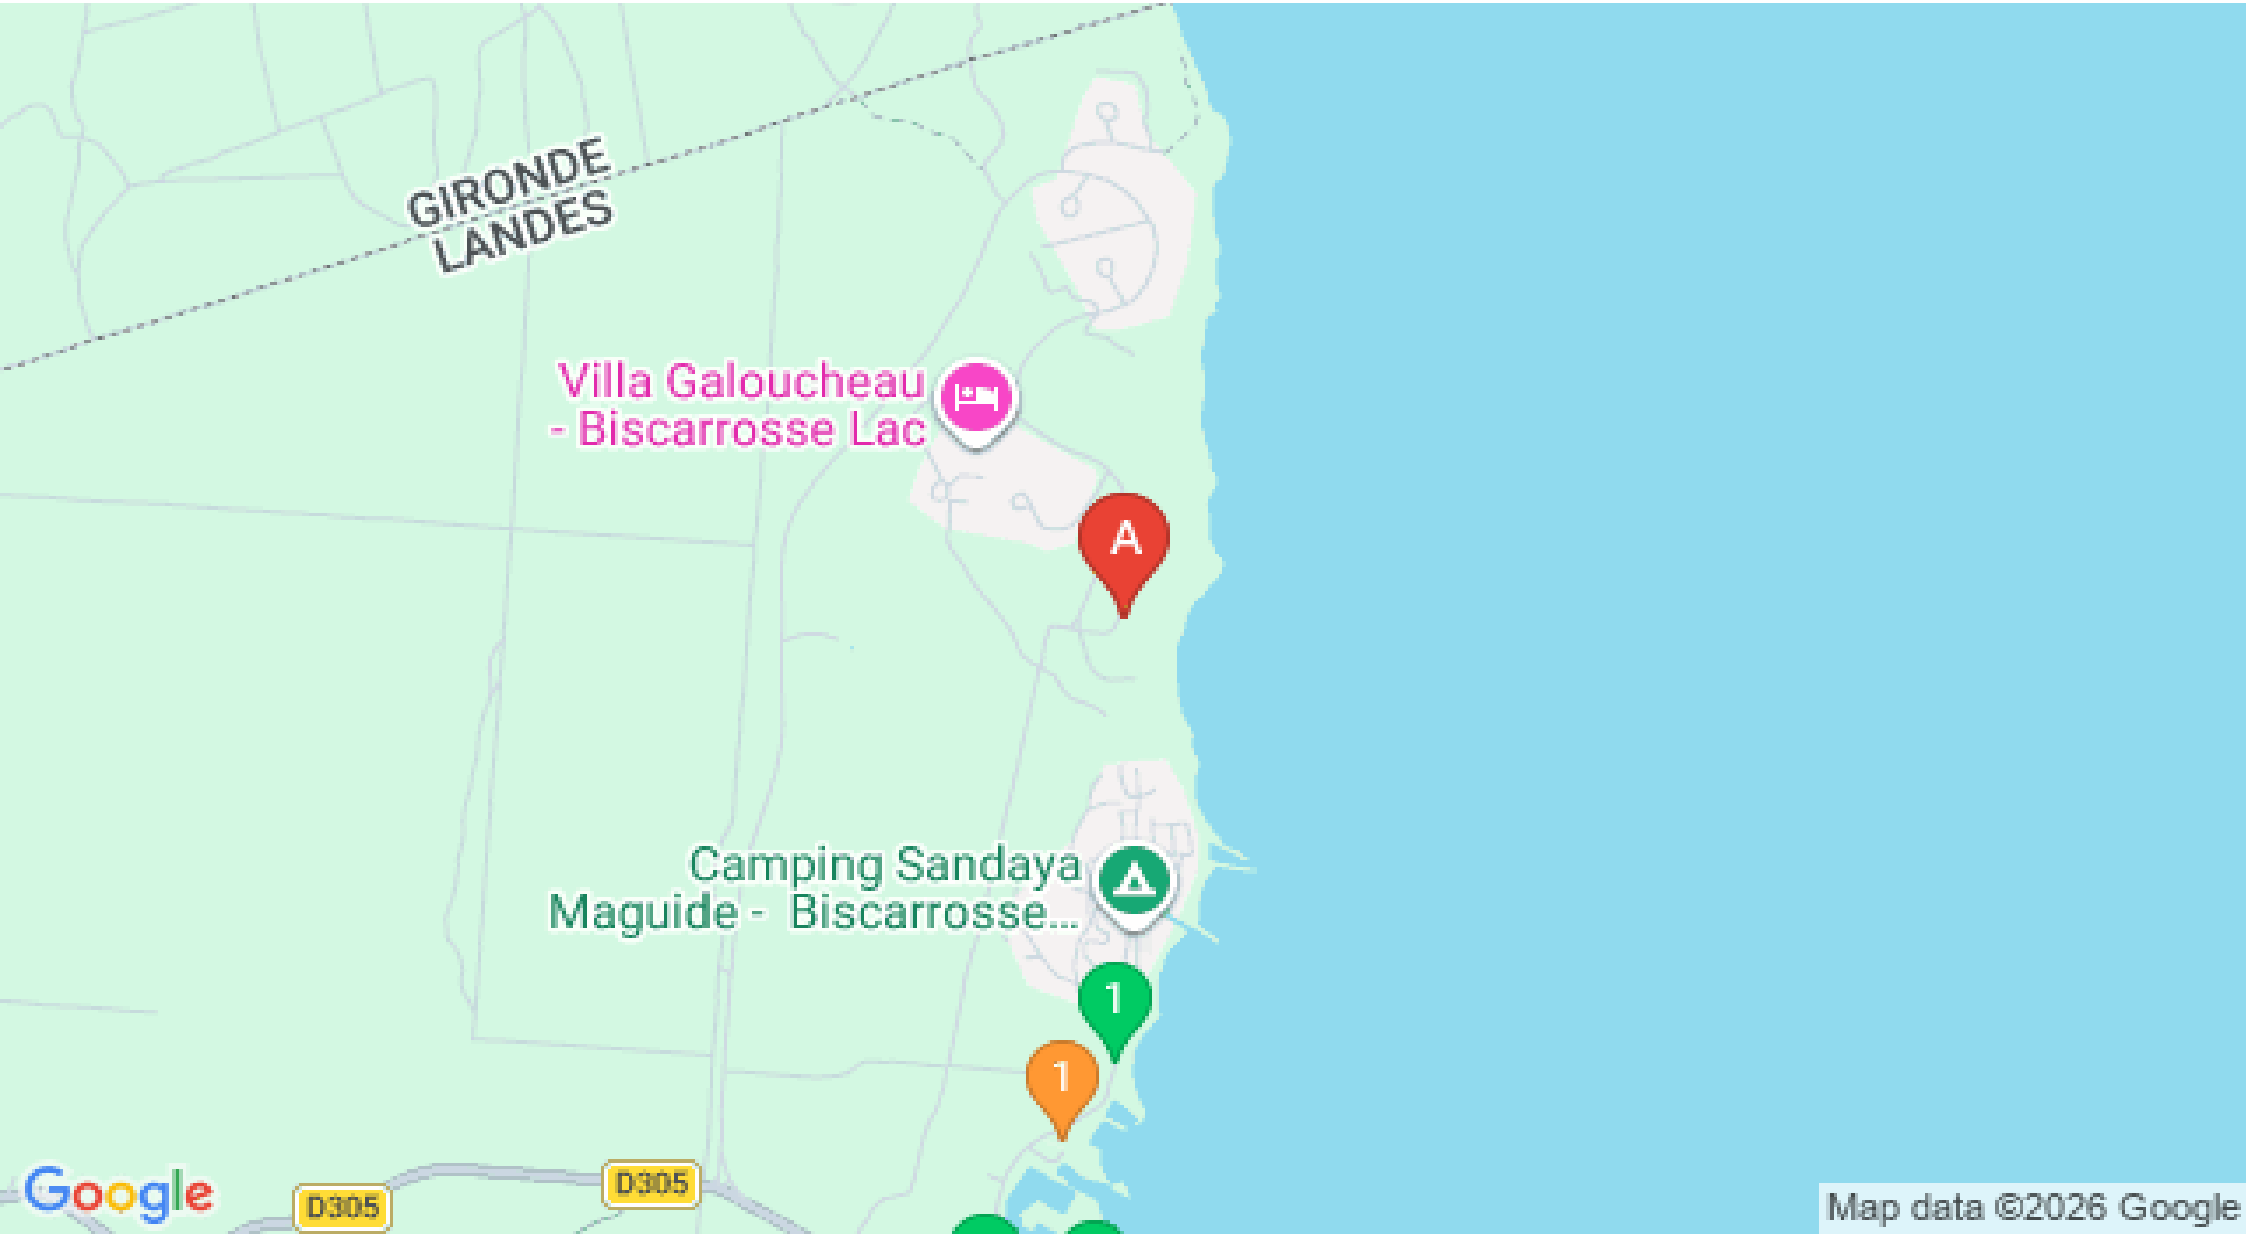 GIRONDE
LANDES
Villa Galoucheau
- Biscarrosse Lac
A
Camping Sandaya
Maguide - Biscarrosse...
1
1
D305
D305
Google
Map data ©2026 Google